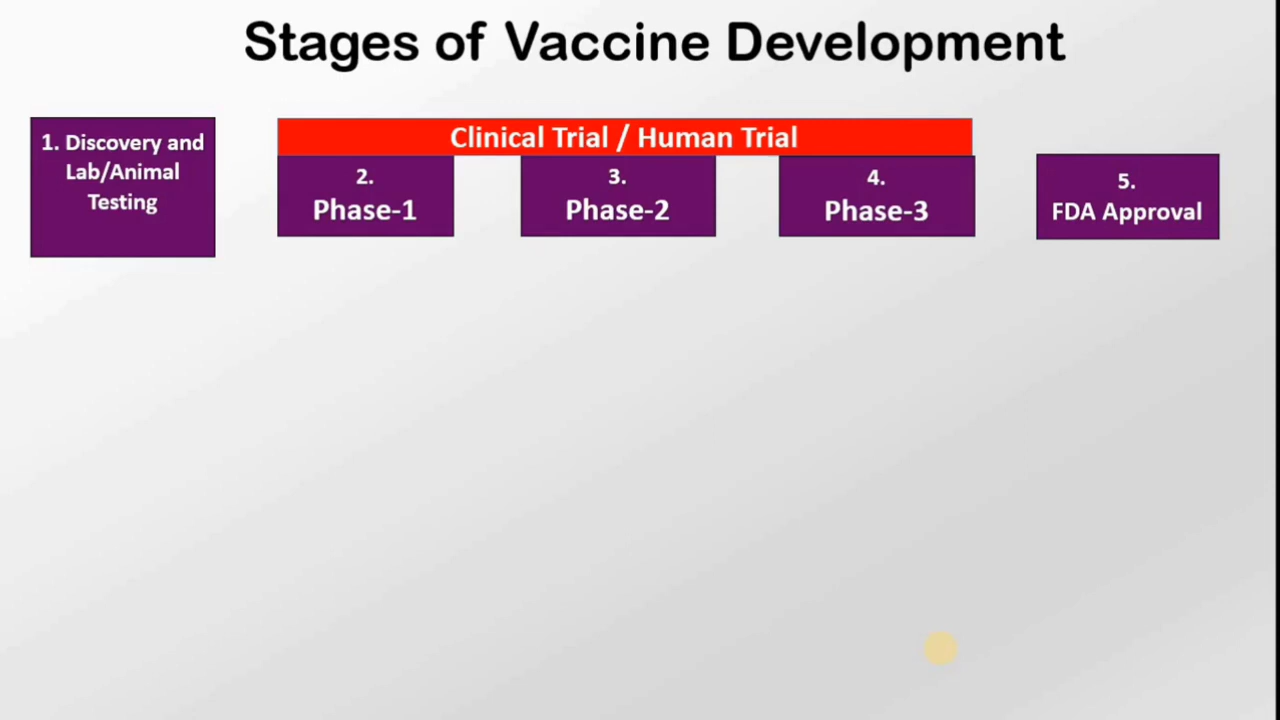 Stages of Vaccine Development
1. Discovery and
Lab/Animal
Testing
Clinical Trial / Human Trial
2.
Phase-1
3.
Phase-2
4.
Phase-3
5.
FDA Approval